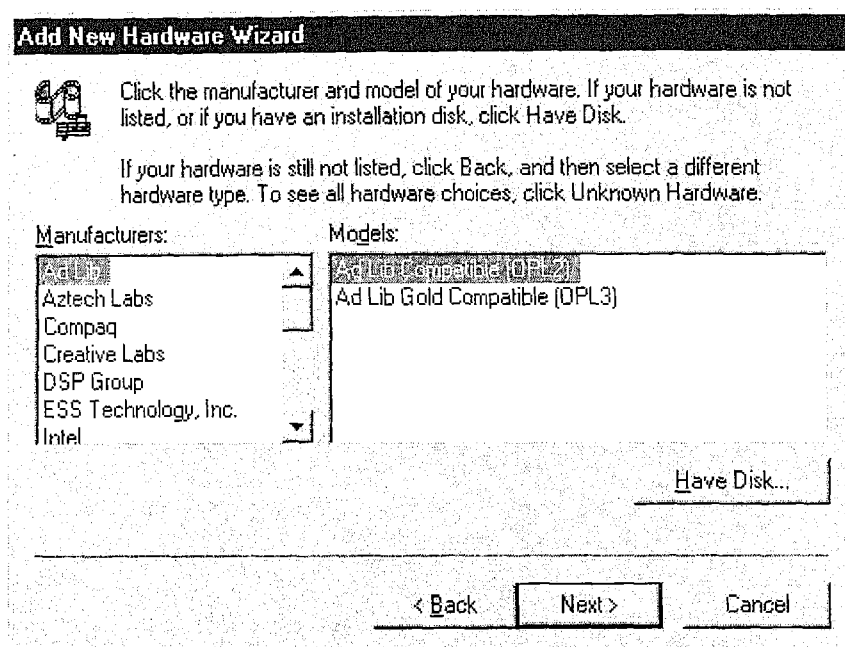 Add New Hardware Wizard
Click the manufacturer and model of your hardware. If your hardware is not
listed, or if you have an installation disk, click Have Disk.
If your hardware is still not listed, click Back, and then select a different
hardware type. To see all hardware choices, click Unknown Hardware.
Manufacturers:
Models:
Ad Lib
Aztech Labs
Compaq
Creative Labs
DSP Group
ESS Technology, Inc.
Intel
Ad Lib Compatible (OPL2)
Ad Lib Gold Compatible (OPL3)
Have Disk...
< Back
Next >
Cancel